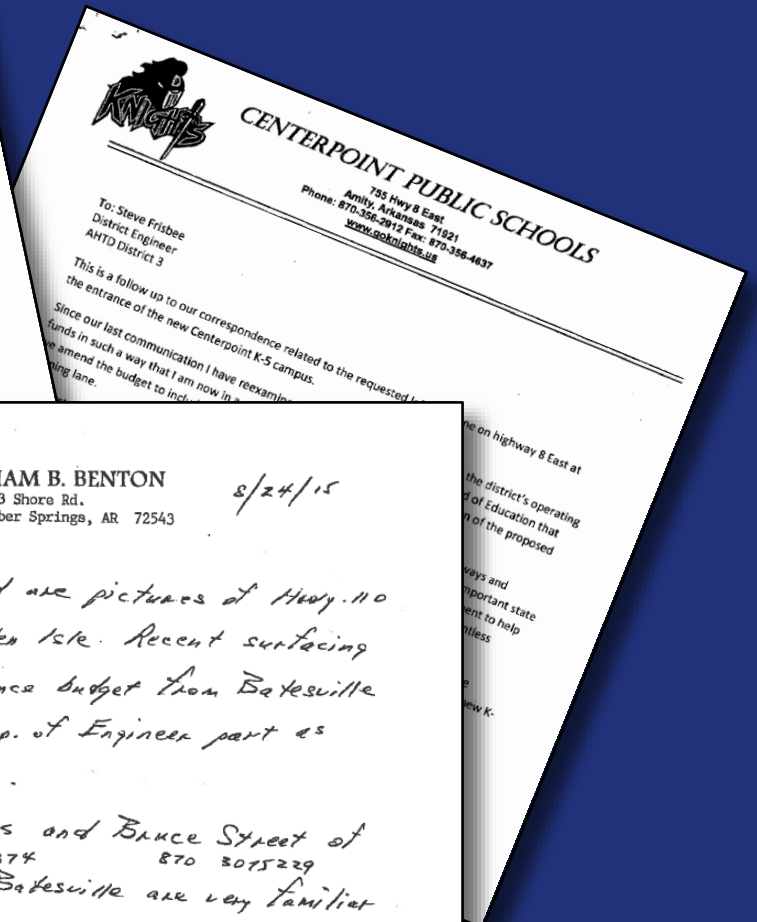 KNIGHTS
CENTERPOINT PUBLIC SCHOOLS
755 Hwy 8 East
Amity, Arkansas 71921
Phone: 870-356-2912 Fax: 870-356-4637
www.goknights.us
To: Steve Frisbee
District Engineer
AHTD District 3
This is a follow up to our correspondence related to the requested ne on highway 8 East at
the entrance of the new Centerpoint K-5 campus.
Since our last communication I have reexamin the district's operating
funds in such a way that I am now in a d of Education that
e amend the budget to inclu n of the proposed
ning lane.
ways and
mportant state
ent to help
ntless
e
new K-
IAM B. BENTON
3 Shore Rd.
ber Springs, AR 72543
8/24/15
d are pictures of Hwy. 110
en Isle. Recent surfacing
nce budget from Batesville
p. of Engineer part as
s and Bruce Street of
374 870 3075229
Batesville are very familiar